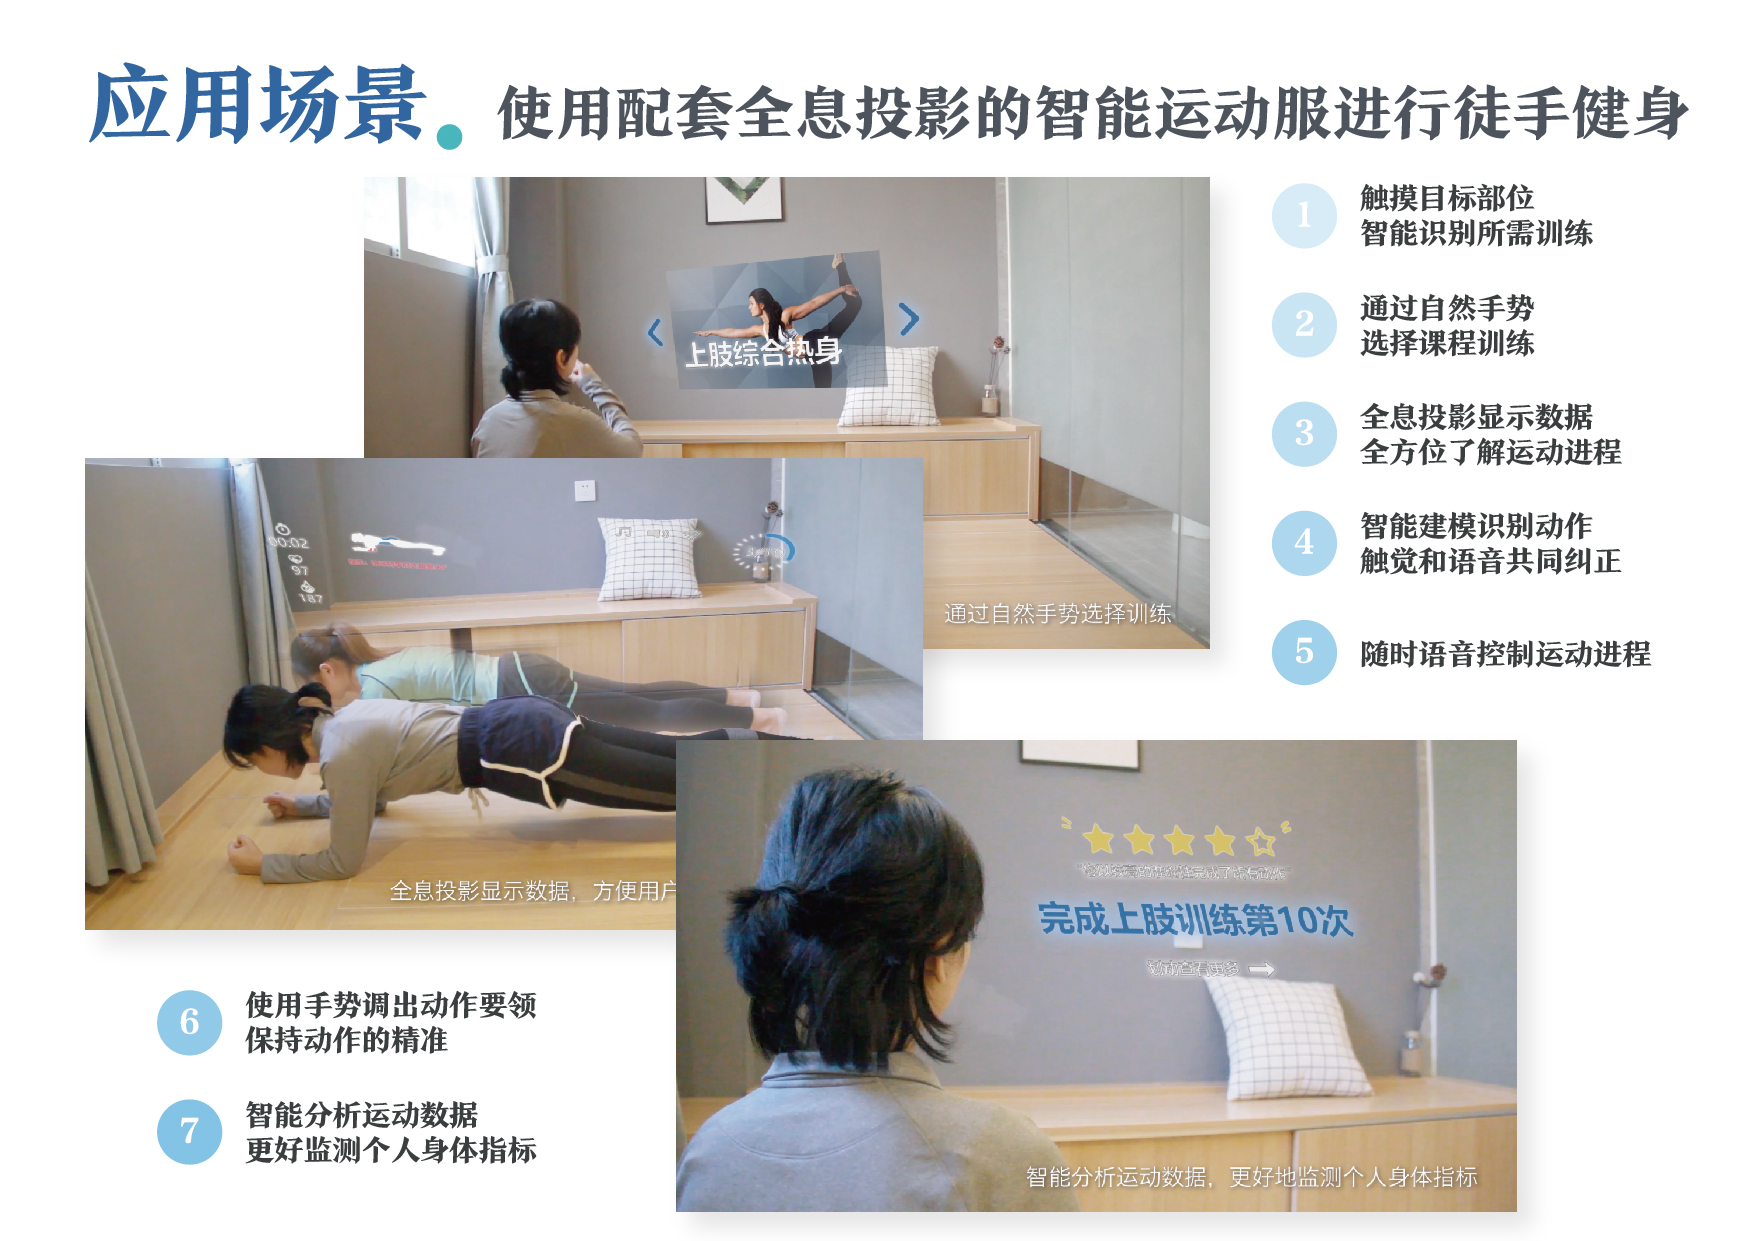 应用场景
使用配套全息投影的智能运动服进行徒手健身
上肢综合热身
通过自然手势选择训练
1
触摸目标部位
智能识别所需训练
2
通过自然手势
选择课程训练
3
全息投影显示数据
全方位了解运动进程
4
智能建模识别动作
触觉和语音共同纠正
5
随时语音控制运动进程
00:02
97
187
全息投影显示数据，方便用户
完成上肢训练第10次
智能分析运动数据，更好地监测个人身体指标
6
使用手势调出动作要领
保持动作的精准
7
智能分析运动数据
更好监测个人身体指标